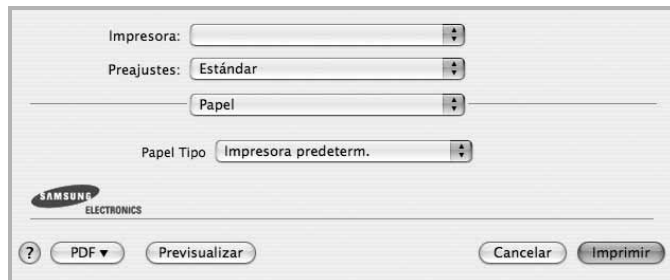 Impresora:
Preajustes: Estándar
Papel
Papel Tipo Impresora predeterm.
SAMSUNG
ELECTRONICS
? PDF ▼ Previsualizar Cancelar Imprimir